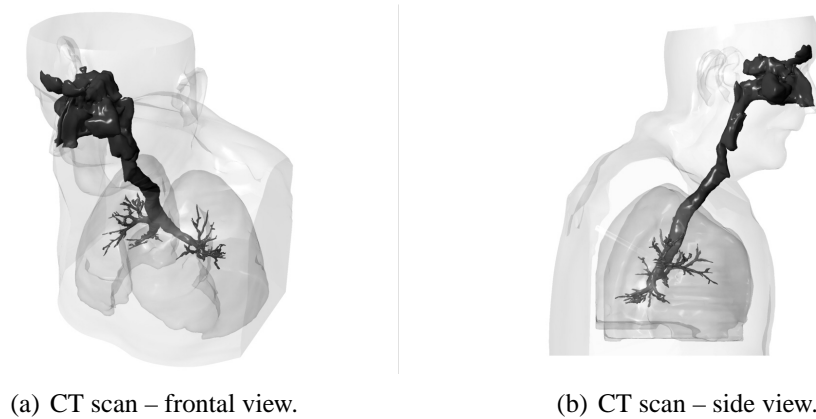 (a) CT scan – frontal view.
(b) CT scan – side view.